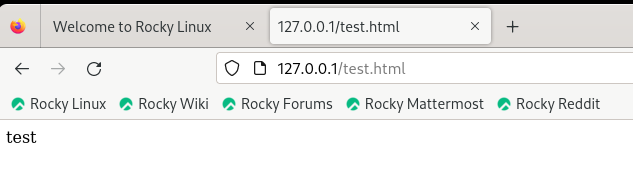 Welcome to Rocky Linux
127.0.0.1/test.html
127.0.0.1/test.html
Rocky Linux Rocky Wiki Rocky Forums Rocky Mattermost Rocky Reddit
test